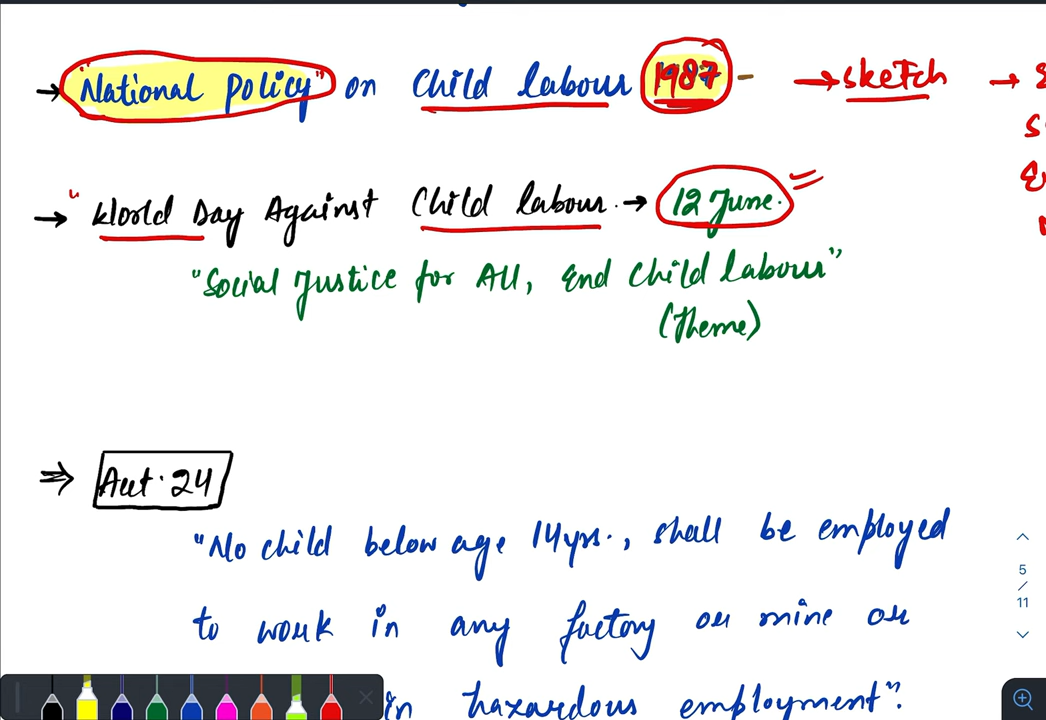 → "National Policy" on Child labour 1987 - → sketch →
→ "World Day Against Child labour. → 12 June.
"Social Justice for All, End Child labour"
(Theme)
⇒ Art. 24
"No child below age 14yrs., shall be employed
to work in any factory or mine or
in hazardous employment".
5
/
11